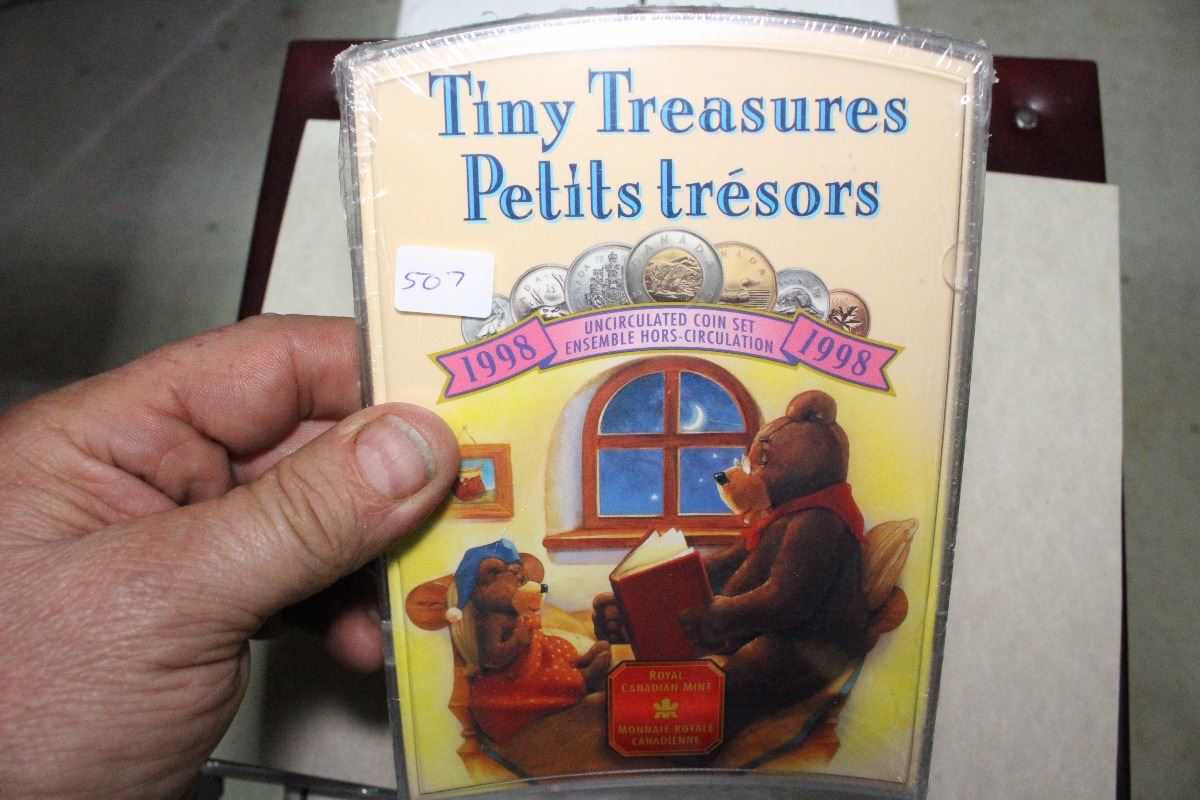 Tiny Treasures
Petits trésors
507
CANADA
UNCIRCULATED COIN SET
ENSEMBLE HORS-CIRCULATION
1998
1998
ROYAL
CANADIAN MINT
MONNAIE ROYALE
CANADIENNE